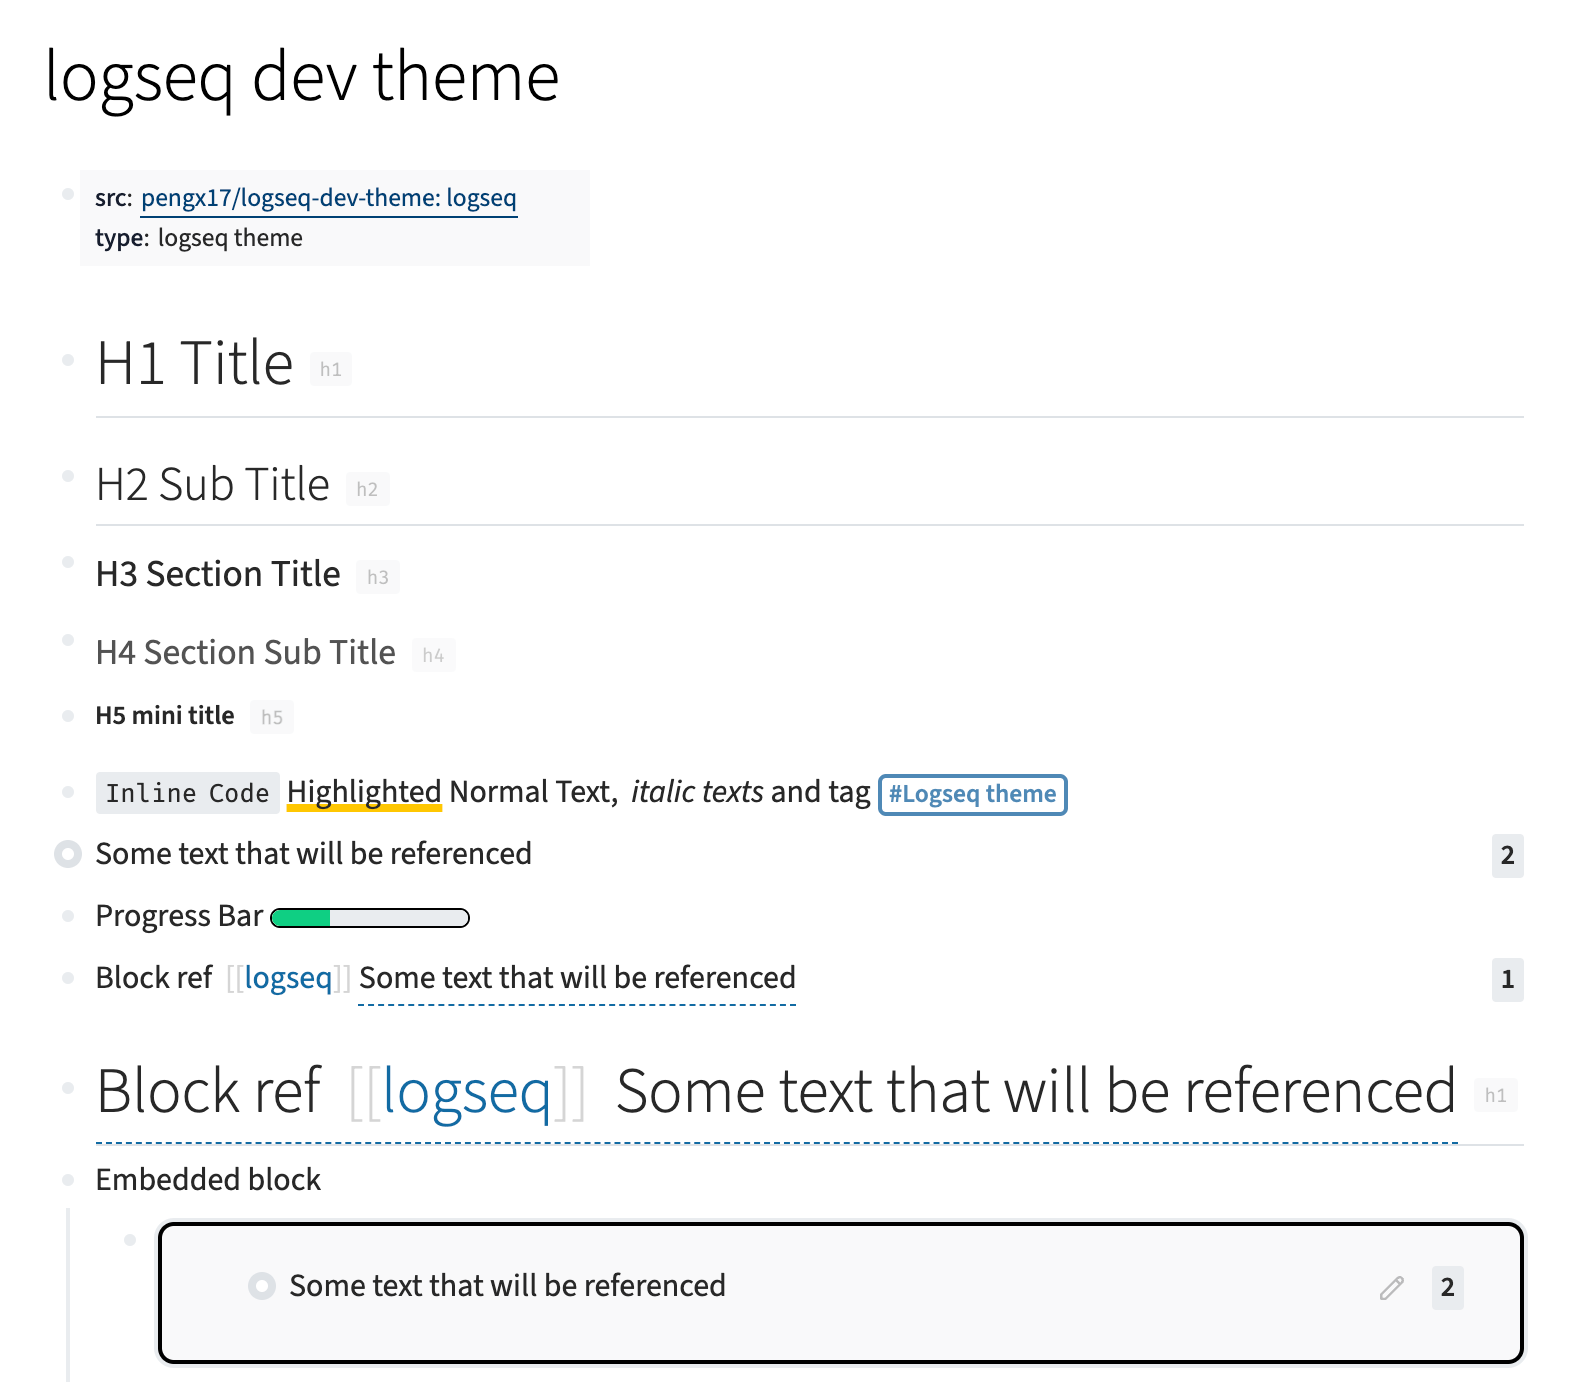 logseq dev theme
src: pengx17/logseq-dev-theme: logseq
type: logseq theme
H1 Title h1
H2 Sub Title h2
H3 Section Title h3
H4 Section Sub Title h4
H5 mini title h5
Inline Code Highlighted Normal Text, italic texts and tag #Logseq theme
Some text that will be referenced 2
Progress Bar
Block ref [[logseq]] Some text that will be referenced 1
Block ref [[logseq]] Some text that will be referenced h1
Embedded block
Some text that will be referenced 2